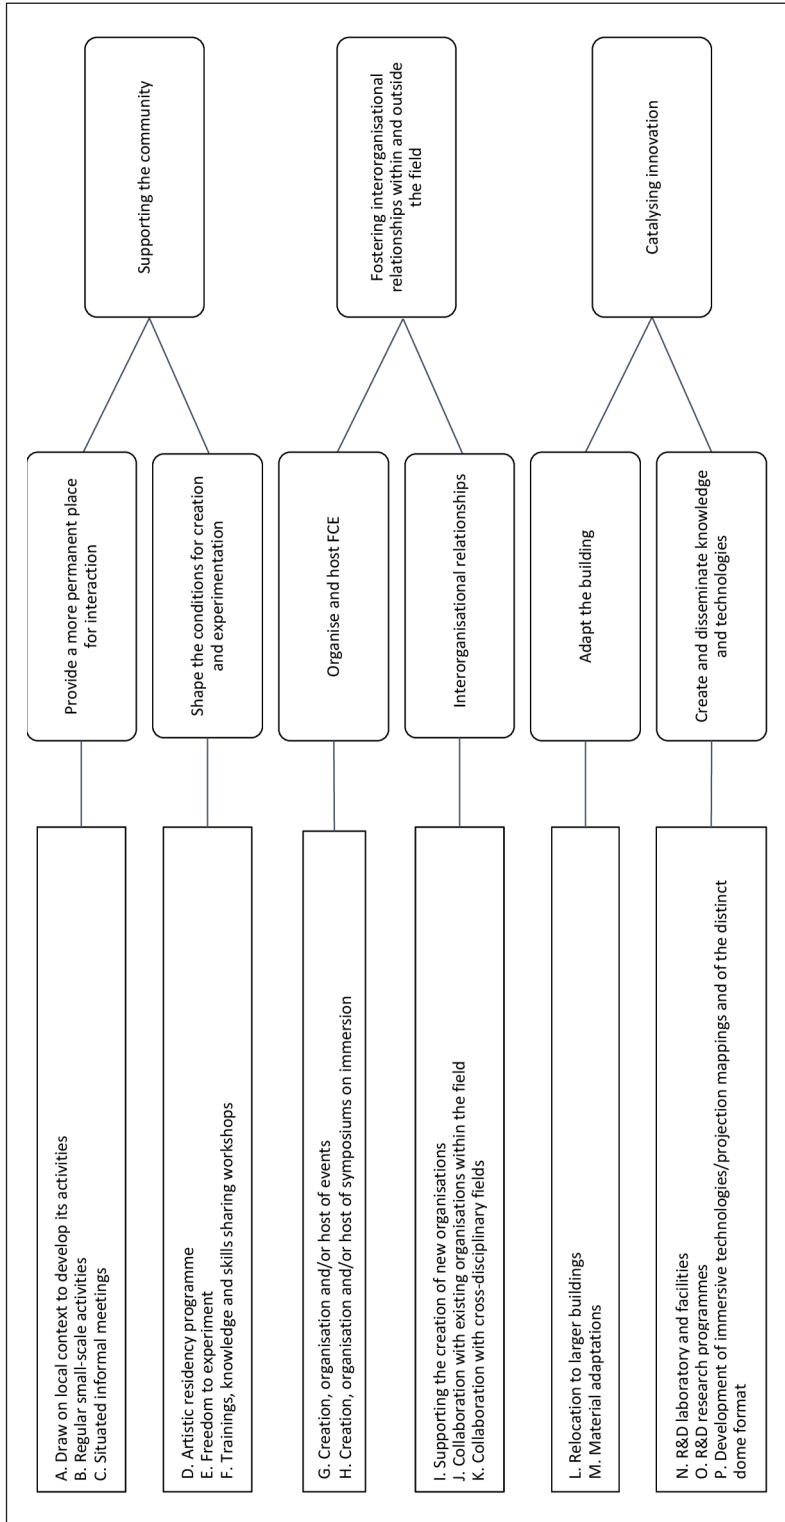 A. Draw on local context to develop its activities
B. Regular small-scale activities
C. Situated informal meetings
Provide a more permanent place
for interaction
D. Artistic residency programme
E. Freedom to experiment
F. Trainings, knowledge and skills sharing workshops
Shape the conditions for creation
and experimentation
Supporting the community
G. Creation, organisation and/or host of events
H. Creation, organisation and/or host of symposiums on immersion
Organise and host FCE
I. Supporting the creation of new organisations
J. Collaboration with existing organisations within the field
K. Collaboration with cross-disciplinary fields
Interorganisational relationships
Fostering interorganisational
relationships within and outside
the field
L. Relocation to larger buildings
M. Material adaptations
Adapt the building
N. R&D laboratory and facilities
O. R&D research programmes
P. Development of immersive technologies/projection mappings and of the distinct
dome format
Create and disseminate knowledge
and technologies
Catalysing innovation